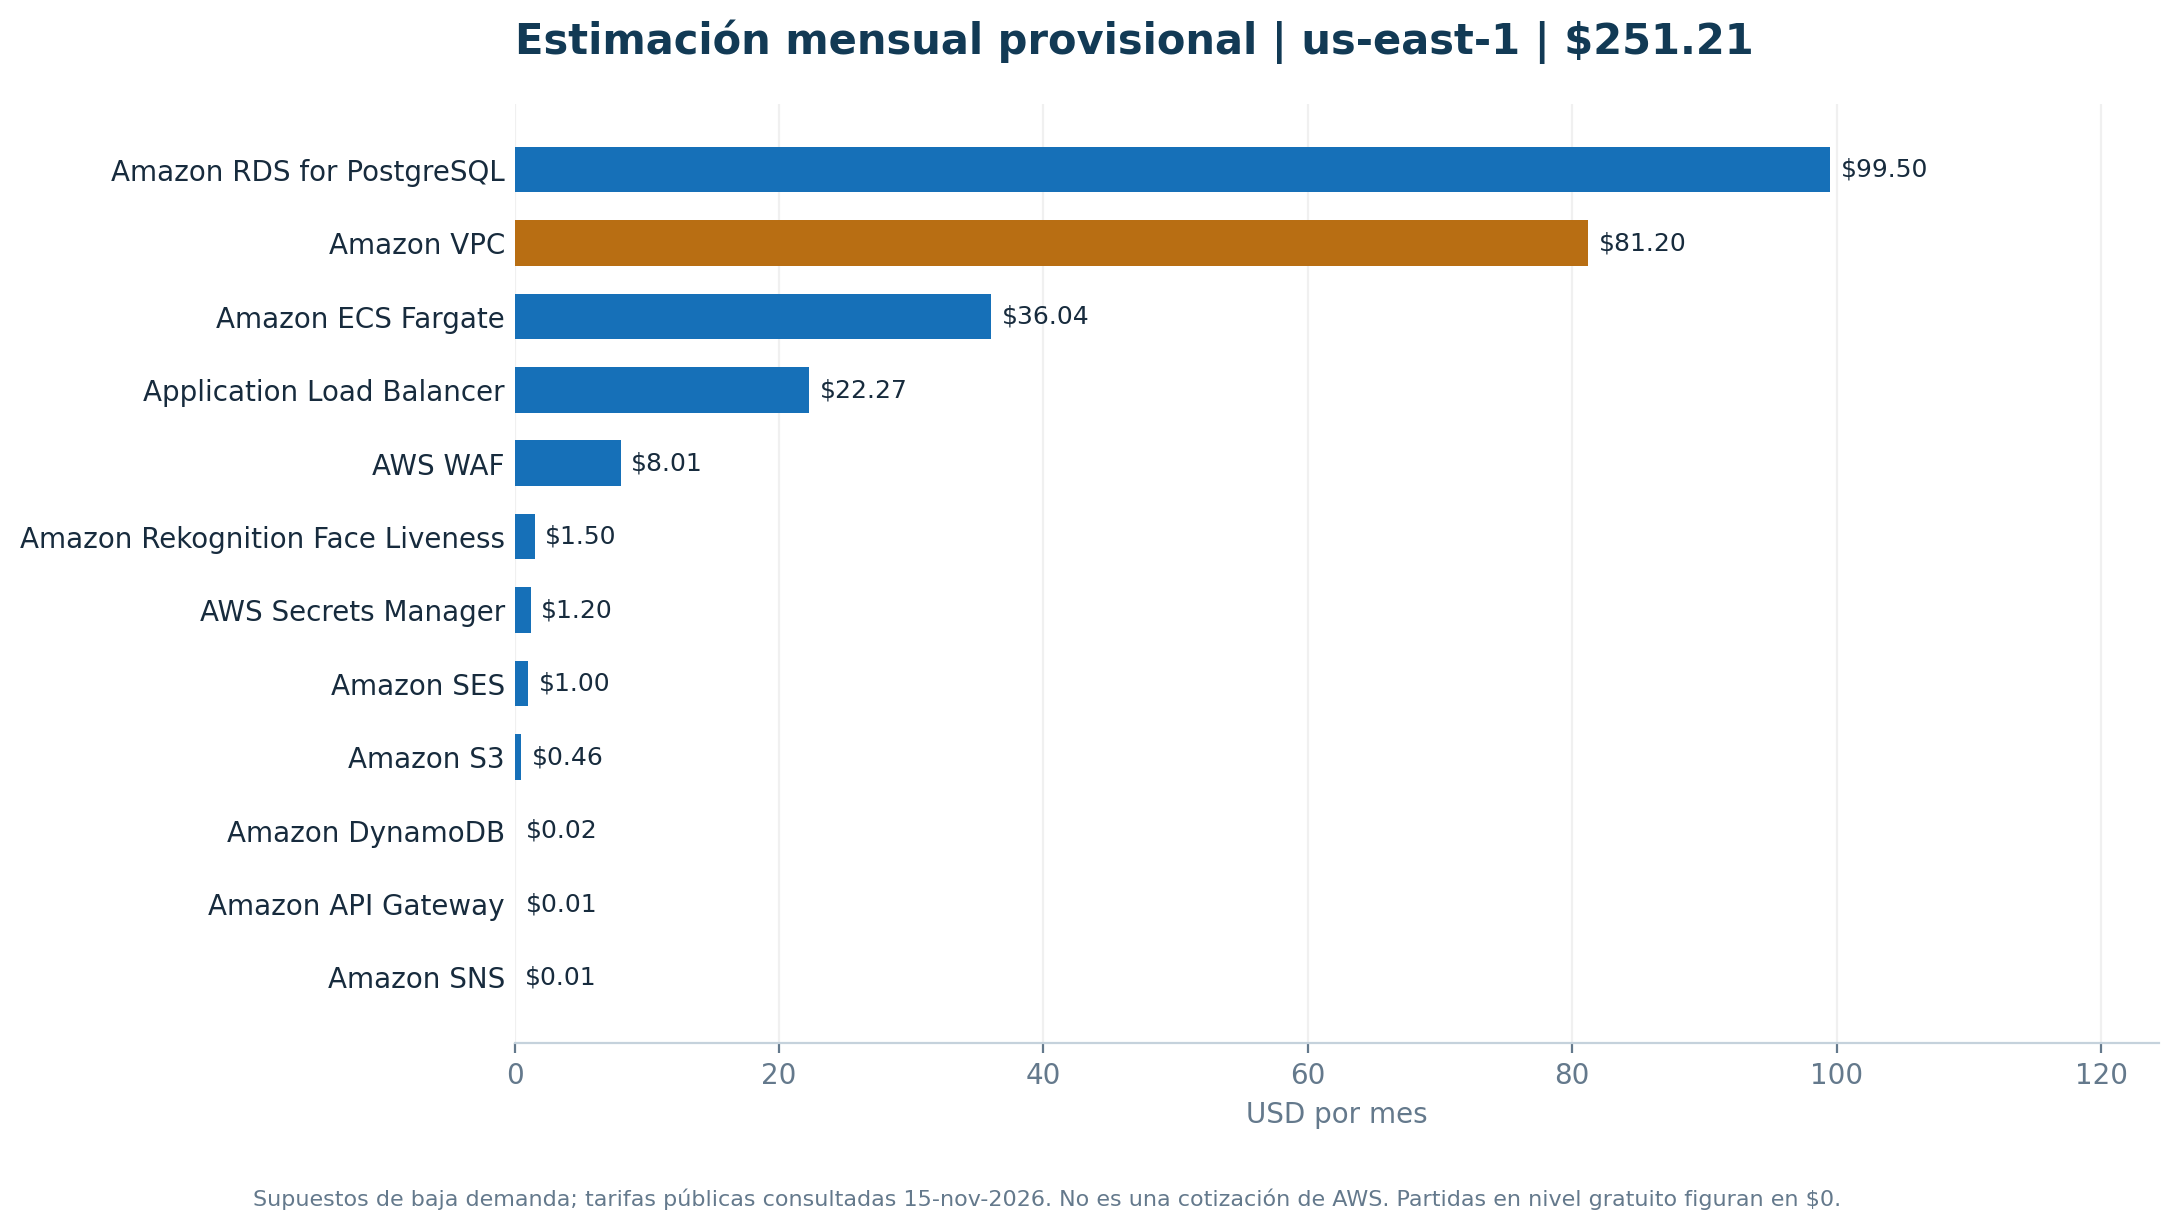 Estimación mensual provisional | us-east-1 | $251.21
Amazon RDS for PostgreSQL $99.50
Amazon VPC $81.20
Amazon ECS Fargate $36.04
Application Load Balancer $22.27
AWS WAF $8.01
Amazon Rekognition Face Liveness $1.50
AWS Secrets Manager $1.20
Amazon SES $1.00
Amazon S3 $0.46
Amazon DynamoDB $0.02
Amazon API Gateway $0.01
Amazon SNS $0.01
0 20 40 60 80 100 120
USD por mes
Supuestos de baja demanda; tarifas públicas consultadas 15-nov-2026. No es una cotización de AWS. Partidas en nivel gratuito figuran en $0.